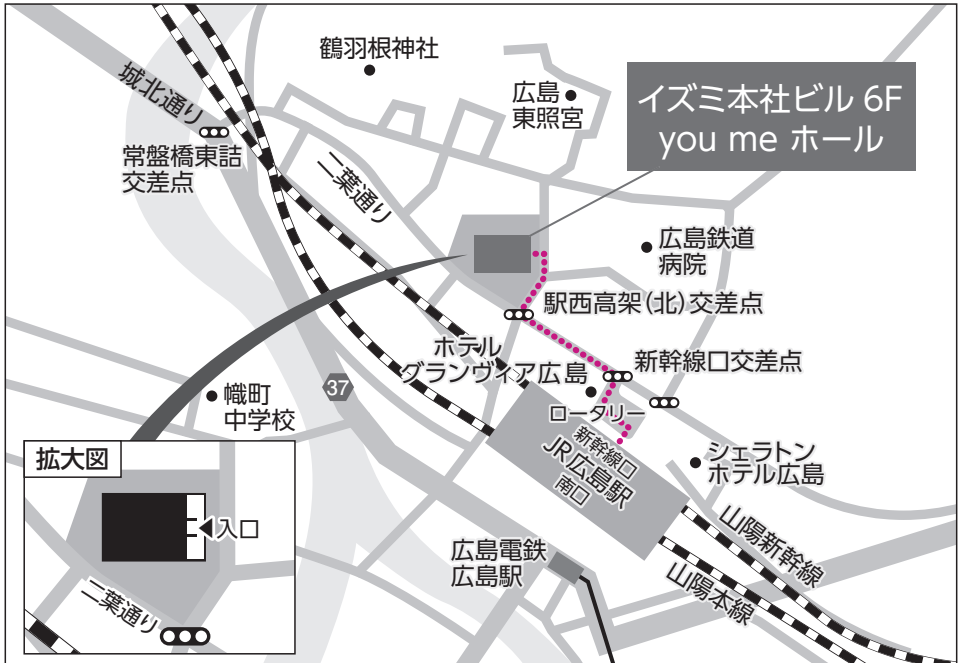 鶴羽根神社
城北通り
広島
東照宮
イズミ本社ビル 6F
you me ホール
常盤橋東詰
交差点
二葉通り
広島鉄道
病院
駅西高架(北)交差点
ホテル
グランヴィア広島
新幹線口交差点
37
幟町
中学校
ロータリー
新幹線口
JR広島駅
南口
シェラトン
ホテル広島
拡大図
入口
二葉通り
広島電鉄
広島駅
山陽新幹線
山陽本線